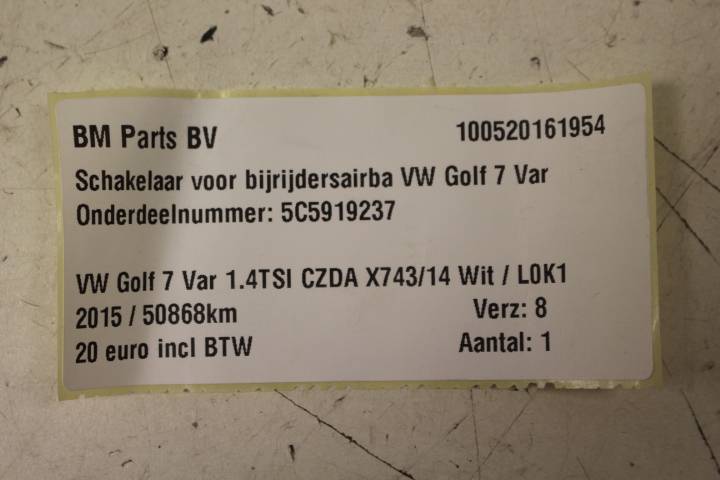 BM Parts BV 100520161954
Schakelaar voor bijrijdersairba VW Golf 7 Var
Onderdeelnummer: 5C5919237
VW Golf 7 Var 1.4TSI CZDA X743/14 Wit / L0K1
2015 / 50868km Verz: 8
20 euro incl BTW Aantal: 1